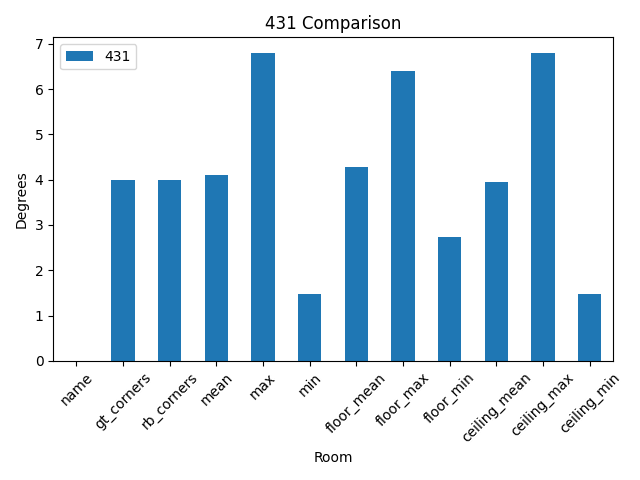 431 Comparison
431
7
6
5
4
3
2
1
0
Degrees
name
gt_corners
rb_corners
mean
max
min
floor_mean
floor_max
floor_min
ceiling_mean
ceiling_max
ceiling_min
Room